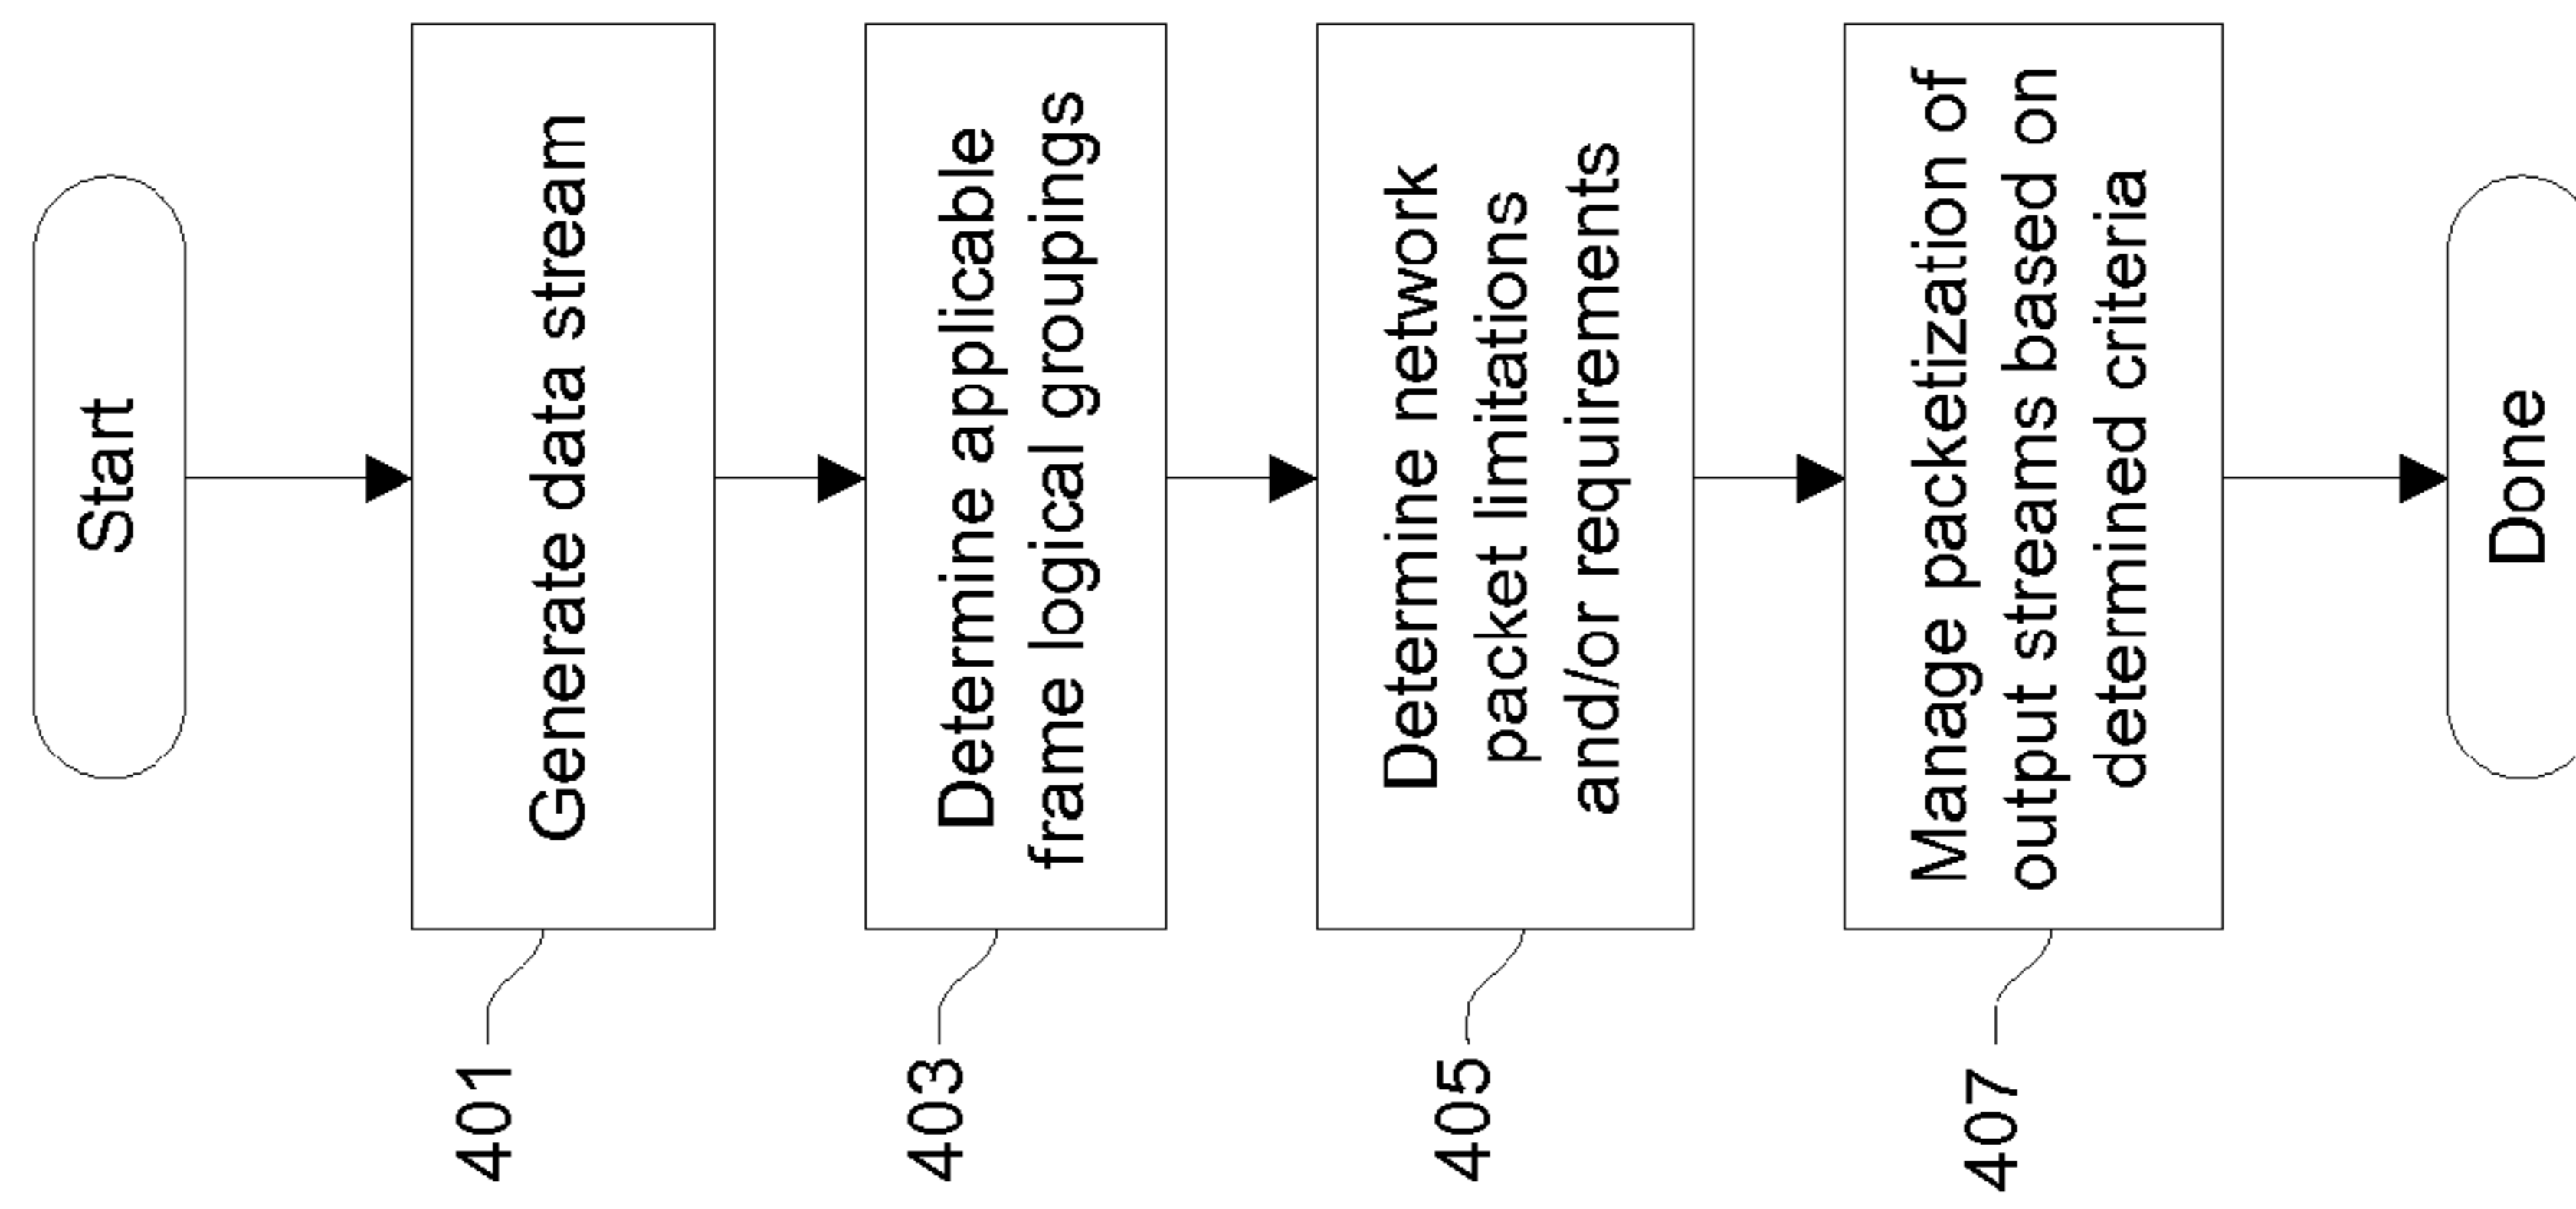 Start
401
Generate data stream
403
Determine applicable
frame logical groupings
405
Determine network
packet limitations
and/or requirements
407
Manage packetization of
output streams based on
determined criteria
Done